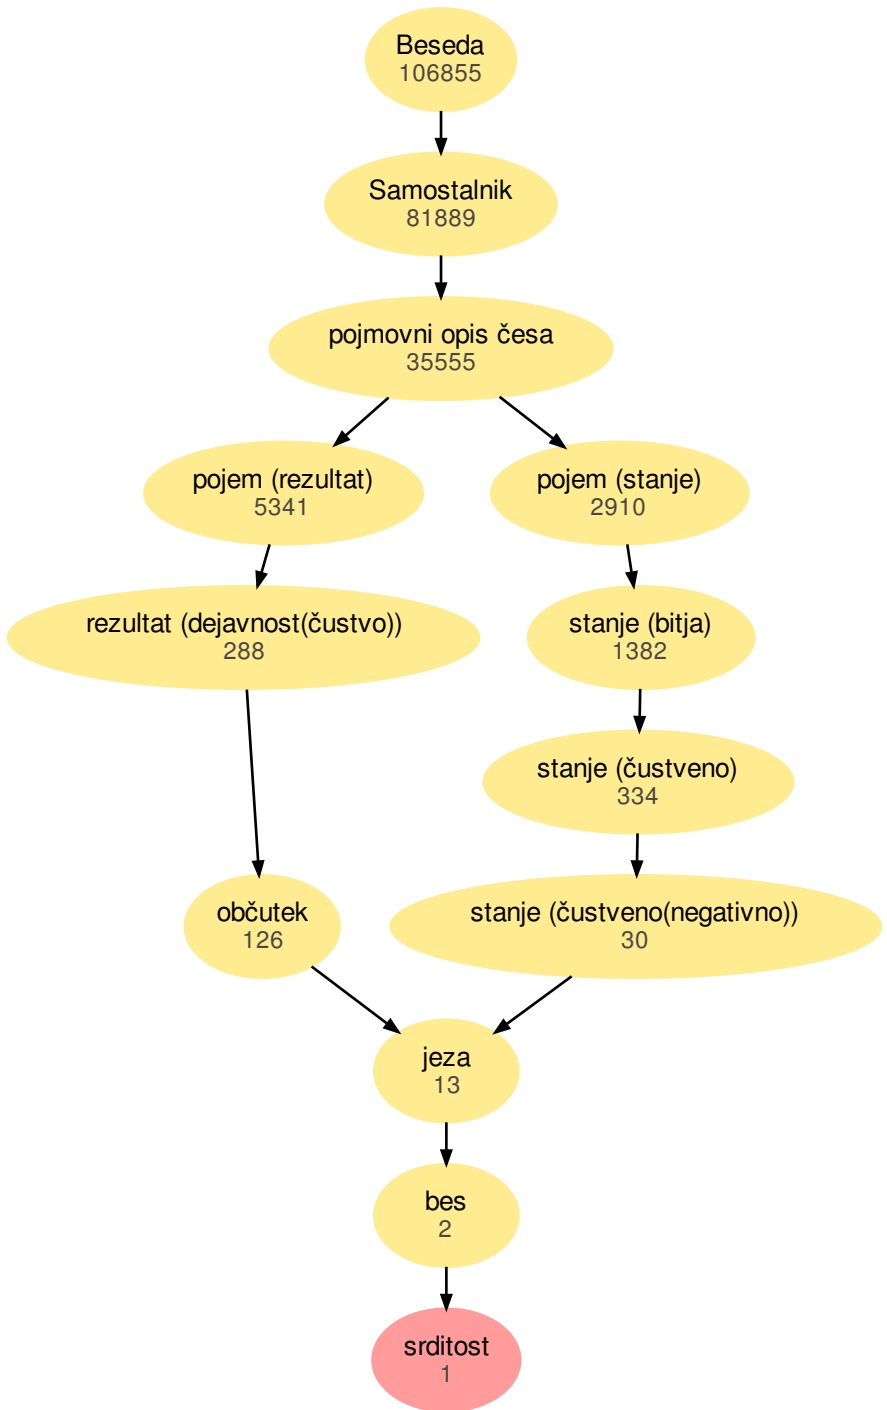 Beseda
106855
Samostalnik
81889
pojmovni opis česa
35555
pojem (rezultat)
5341
pojem (stanje)
2910
rezultat (dejavnost(čustvo))
288
stanje (bitja)
1382
stanje (čustveno)
334
občutek
126
stanje (čustveno(negativno))
30
jeza
13
bes
2
srditost
1